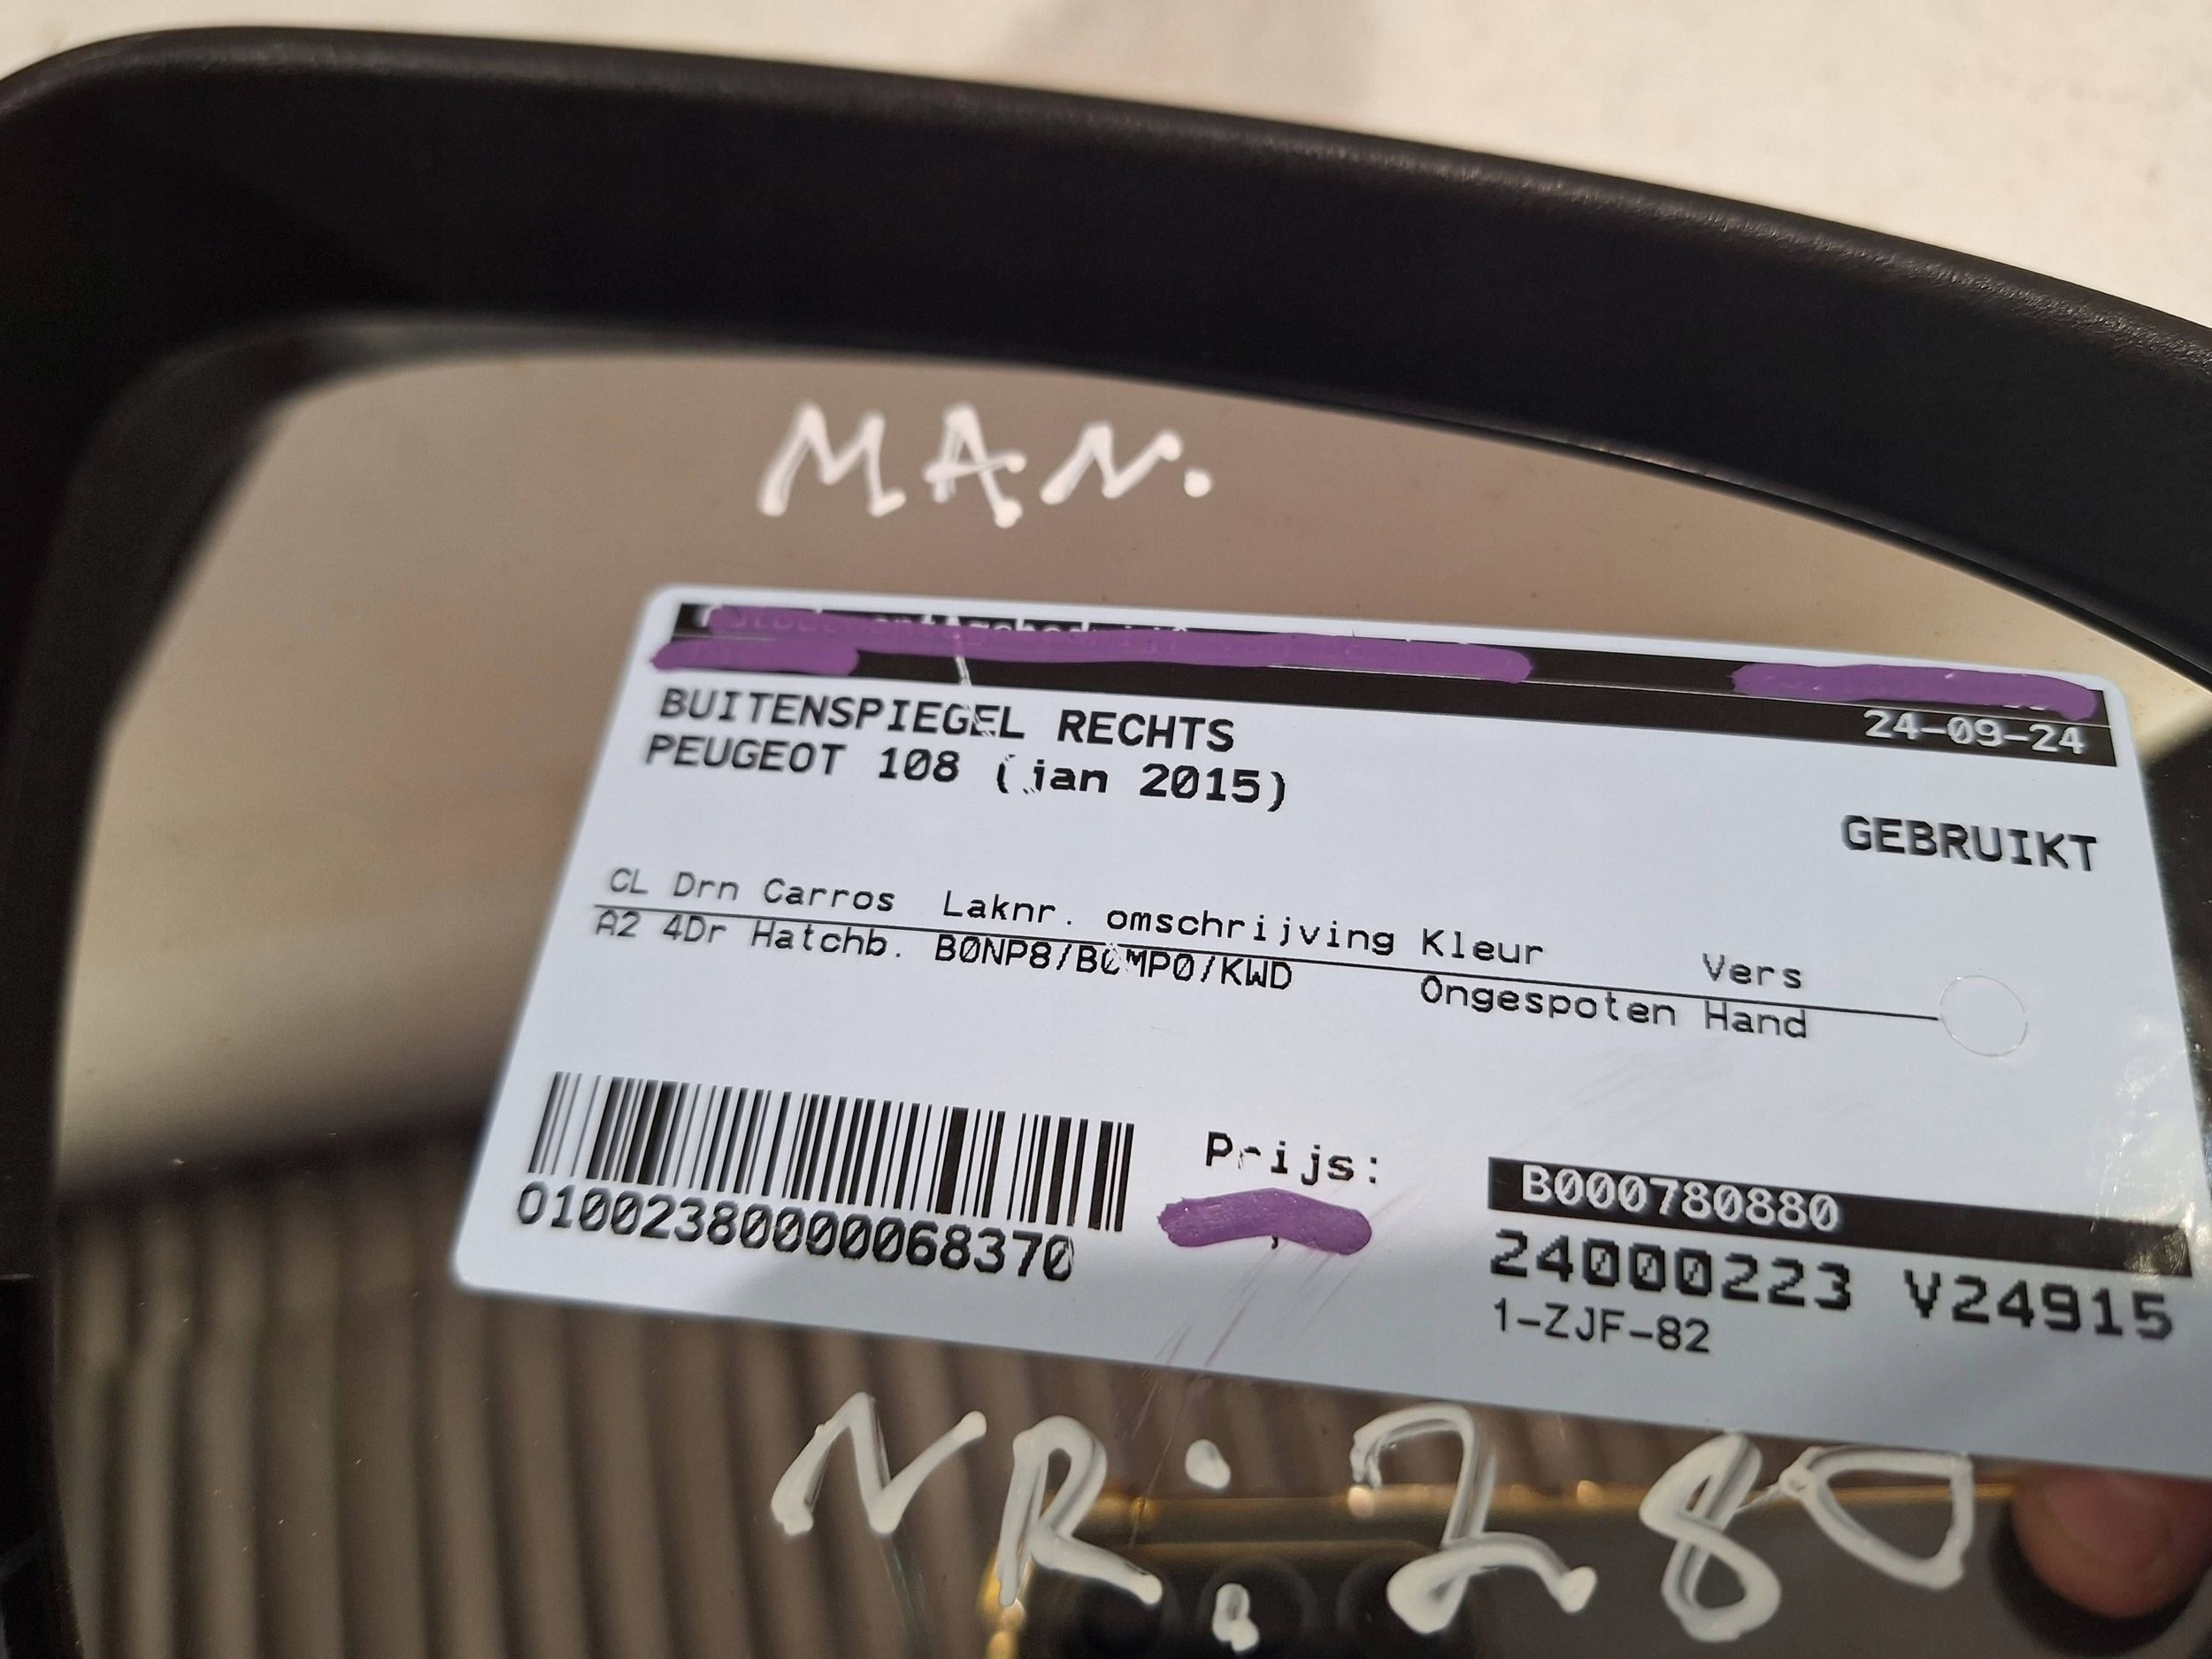 MAN.
24-09-24
BUITENSPIEGEL RECHTS
PEUGEOT 108 (jan 2015)
GEBRUIKT
CL Drn Carros Laknr. omschrijving Kleur Vers
A2 4Dr Hatchb. B0NP8/B0MP0/KWD Ongespoten Hand
Prijs:
01002380000068370
B000780880
24000223 V24915
1-ZJF-82
NR: 280